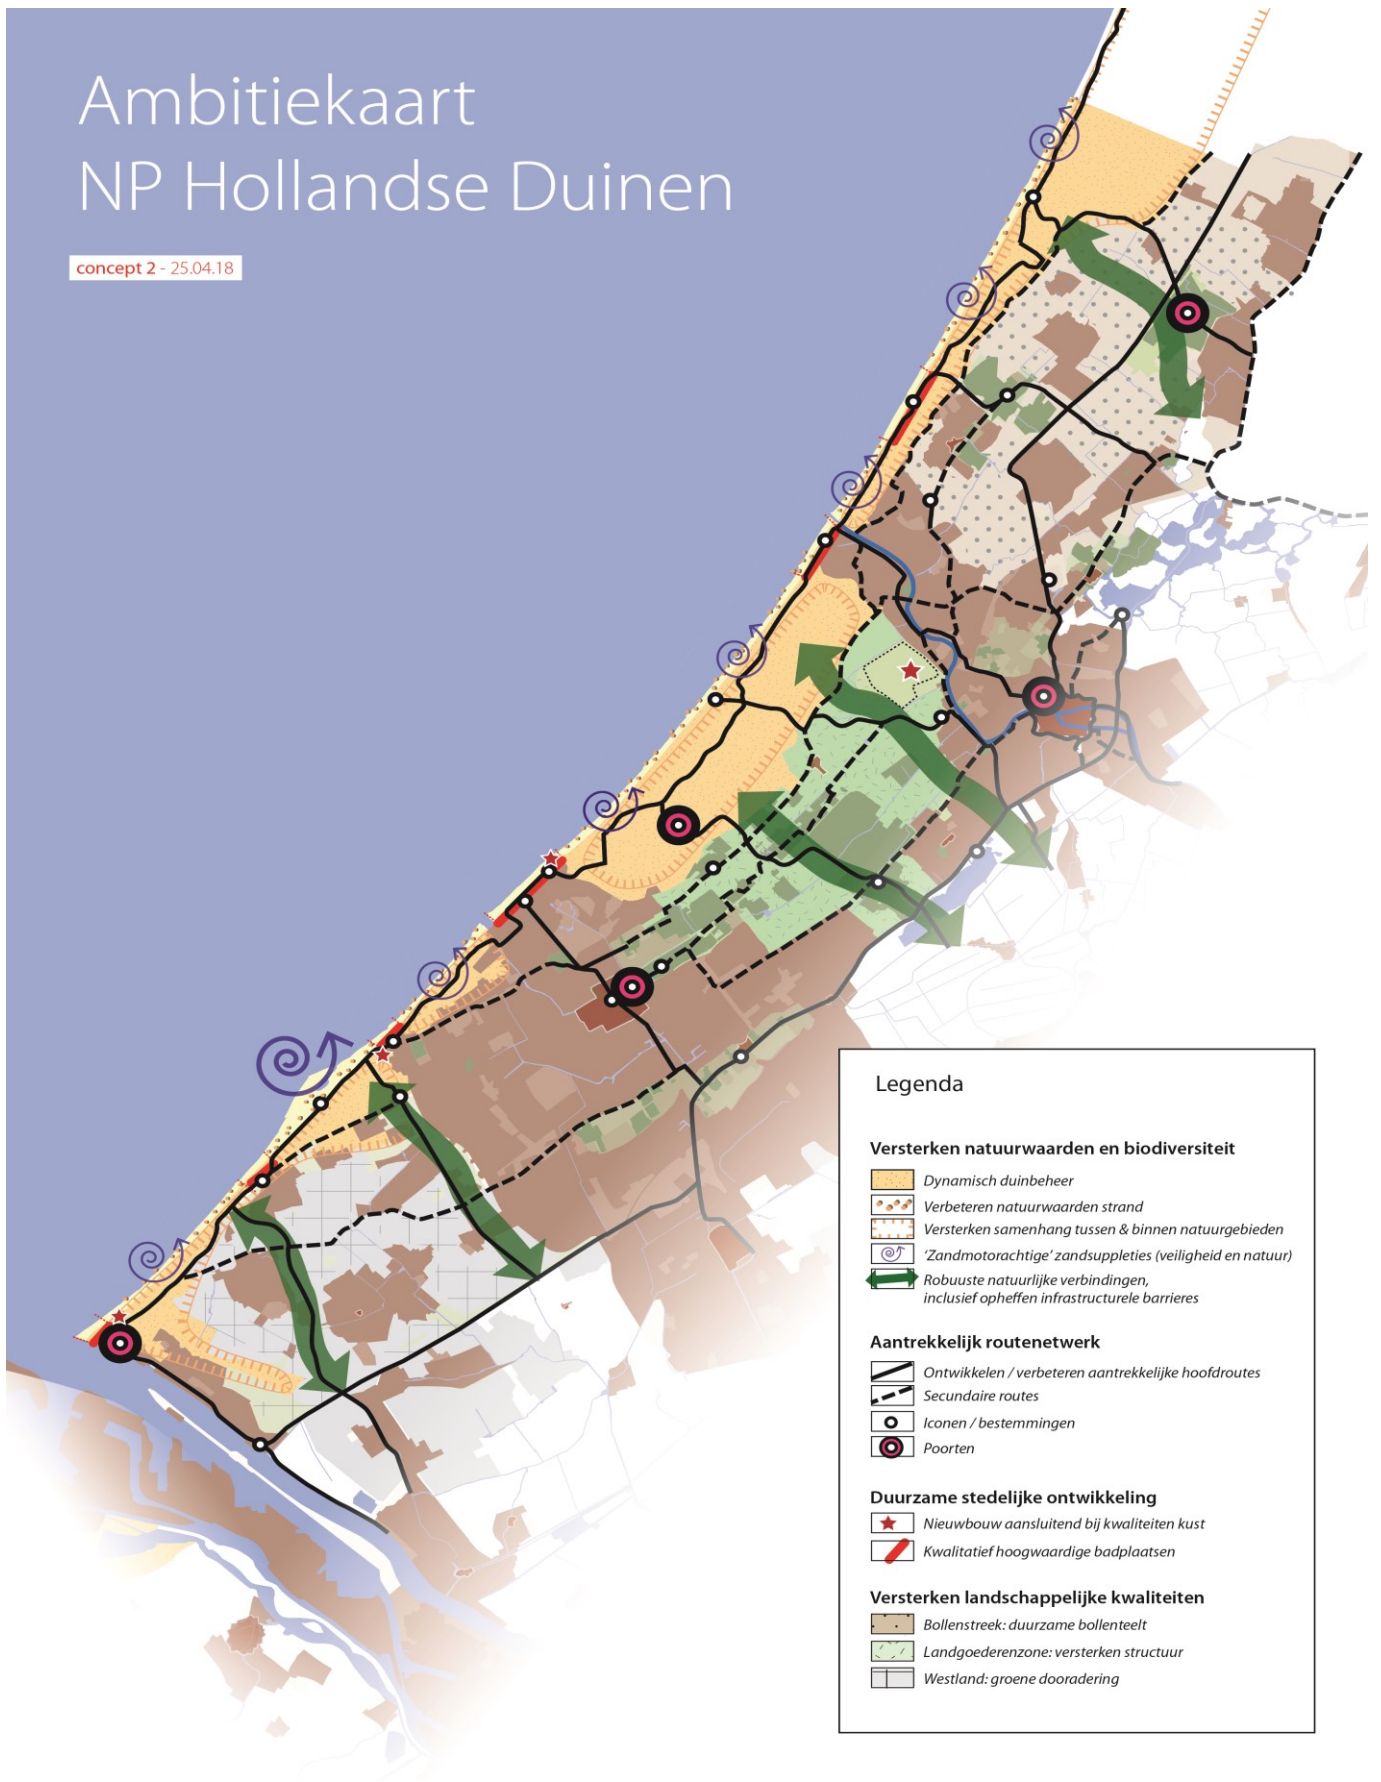 Ambitiekaart
NP Hollandse Duinen
concept 2 - 25.04.18
Legenda
Versterken natuurwaarden en biodiversiteit
Dynamisch duinbeheer
Verbeteren natuurwaarden strand
Versterken samenhang tussen & binnen natuurgebieden
‘Zandmotorachtige’ zandsuppleties (veiligheid en natuur)
Robuuste natuurlijke verbindingen,
inclusief opheffen infrastructurele barrieres
Aantrekkelijk routenetwerk
Ontwikkelen / verbeteren aantrekkelijke hoofdroutes
Secundaire routes
Iconen / bestemmingen
Poorten
Duurzame stedelijke ontwikkeling
Nieuwbouw aansluitend bij kwaliteiten kust
Kwalitatief hoogwaardige badplaatsen
Versterken landschappelijke kwaliteiten
Bollenstreek: duurzame bollenteelt
Landgoederenzone: versterken structuur
Westland: groene dooradering